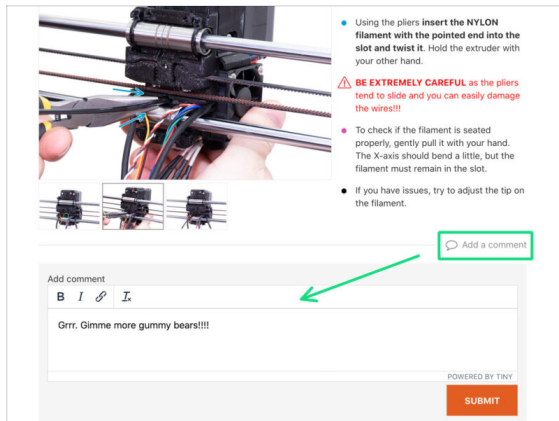 Using the pliers insert the NYLON
filament with the pointed end into the
slot and twist it. Hold the extruder with
your other hand.
BE EXTREMELY CAREFUL as the pliers
tend to slide and you can easily damage
the wires!!!
To check if the filament is seated
properly, gently pull it with your hand.
The X-axis should bend a little, but the
filament must remain in the slot.
If you have issues, try to adjust the tip on
the filament.
Add a comment
Add comment
B I Tx
Grrr. Gimme more gummy bears!!!!
POWERED BY TINY
SUBMIT